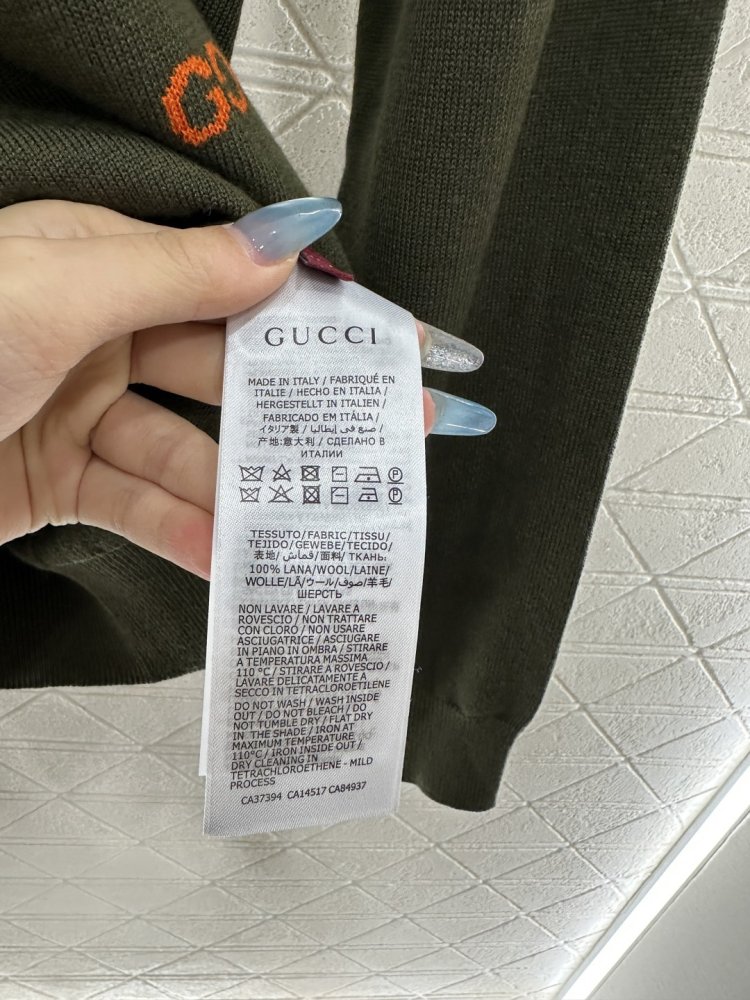 GUCCI
MADE IN ITALY / FABRIQUÉ EN
ITALIE / HECHO EN ITALIA /
HERGESTELLT IN ITALIEN /
FABRICADO EM ITÁLIA /
イタリア製 / صنع في إيطاليا /
产地:意大利 / СДЕЛАНО В
ИТАЛИИ
TESSUTO/FABRIC/TISSU/
TEJIDO/GEWEBE/TECIDO/
表地/قماش/面料/ТКАНЬ:
100% LANA/WOOL/LAINE/
WOLLE/LÃ/ウール/صوف/羊毛/
ШЕРСТЬ
NON LAVARE / LAVARE A
ROVESCIO / NON TRATTARE
CON CLORO / NON USARE
ASCIUGATRICE / ASCIUGARE
IN PIANO IN OMBRA / STIRARE
A TEMPERATURA MASSIMA
110 °C / STIRARE A ROVESCIO /
LAVARE DELICATAMENTE A
SECCO IN TETRACLOROETILENE
DO NOT WASH / WASH INSIDE
OUT / DO NOT BLEACH / DO
NOT TUMBLE DRY / FLAT DRY
IN THE SHADE / IRON AT
MAXIMUM TEMPERATURE
110°C / IRON INSIDE OUT /
DRY CLEANING IN
TETRACHLOROETHENE - MILD
PROCESS
CA37394 CA14517 CA84937